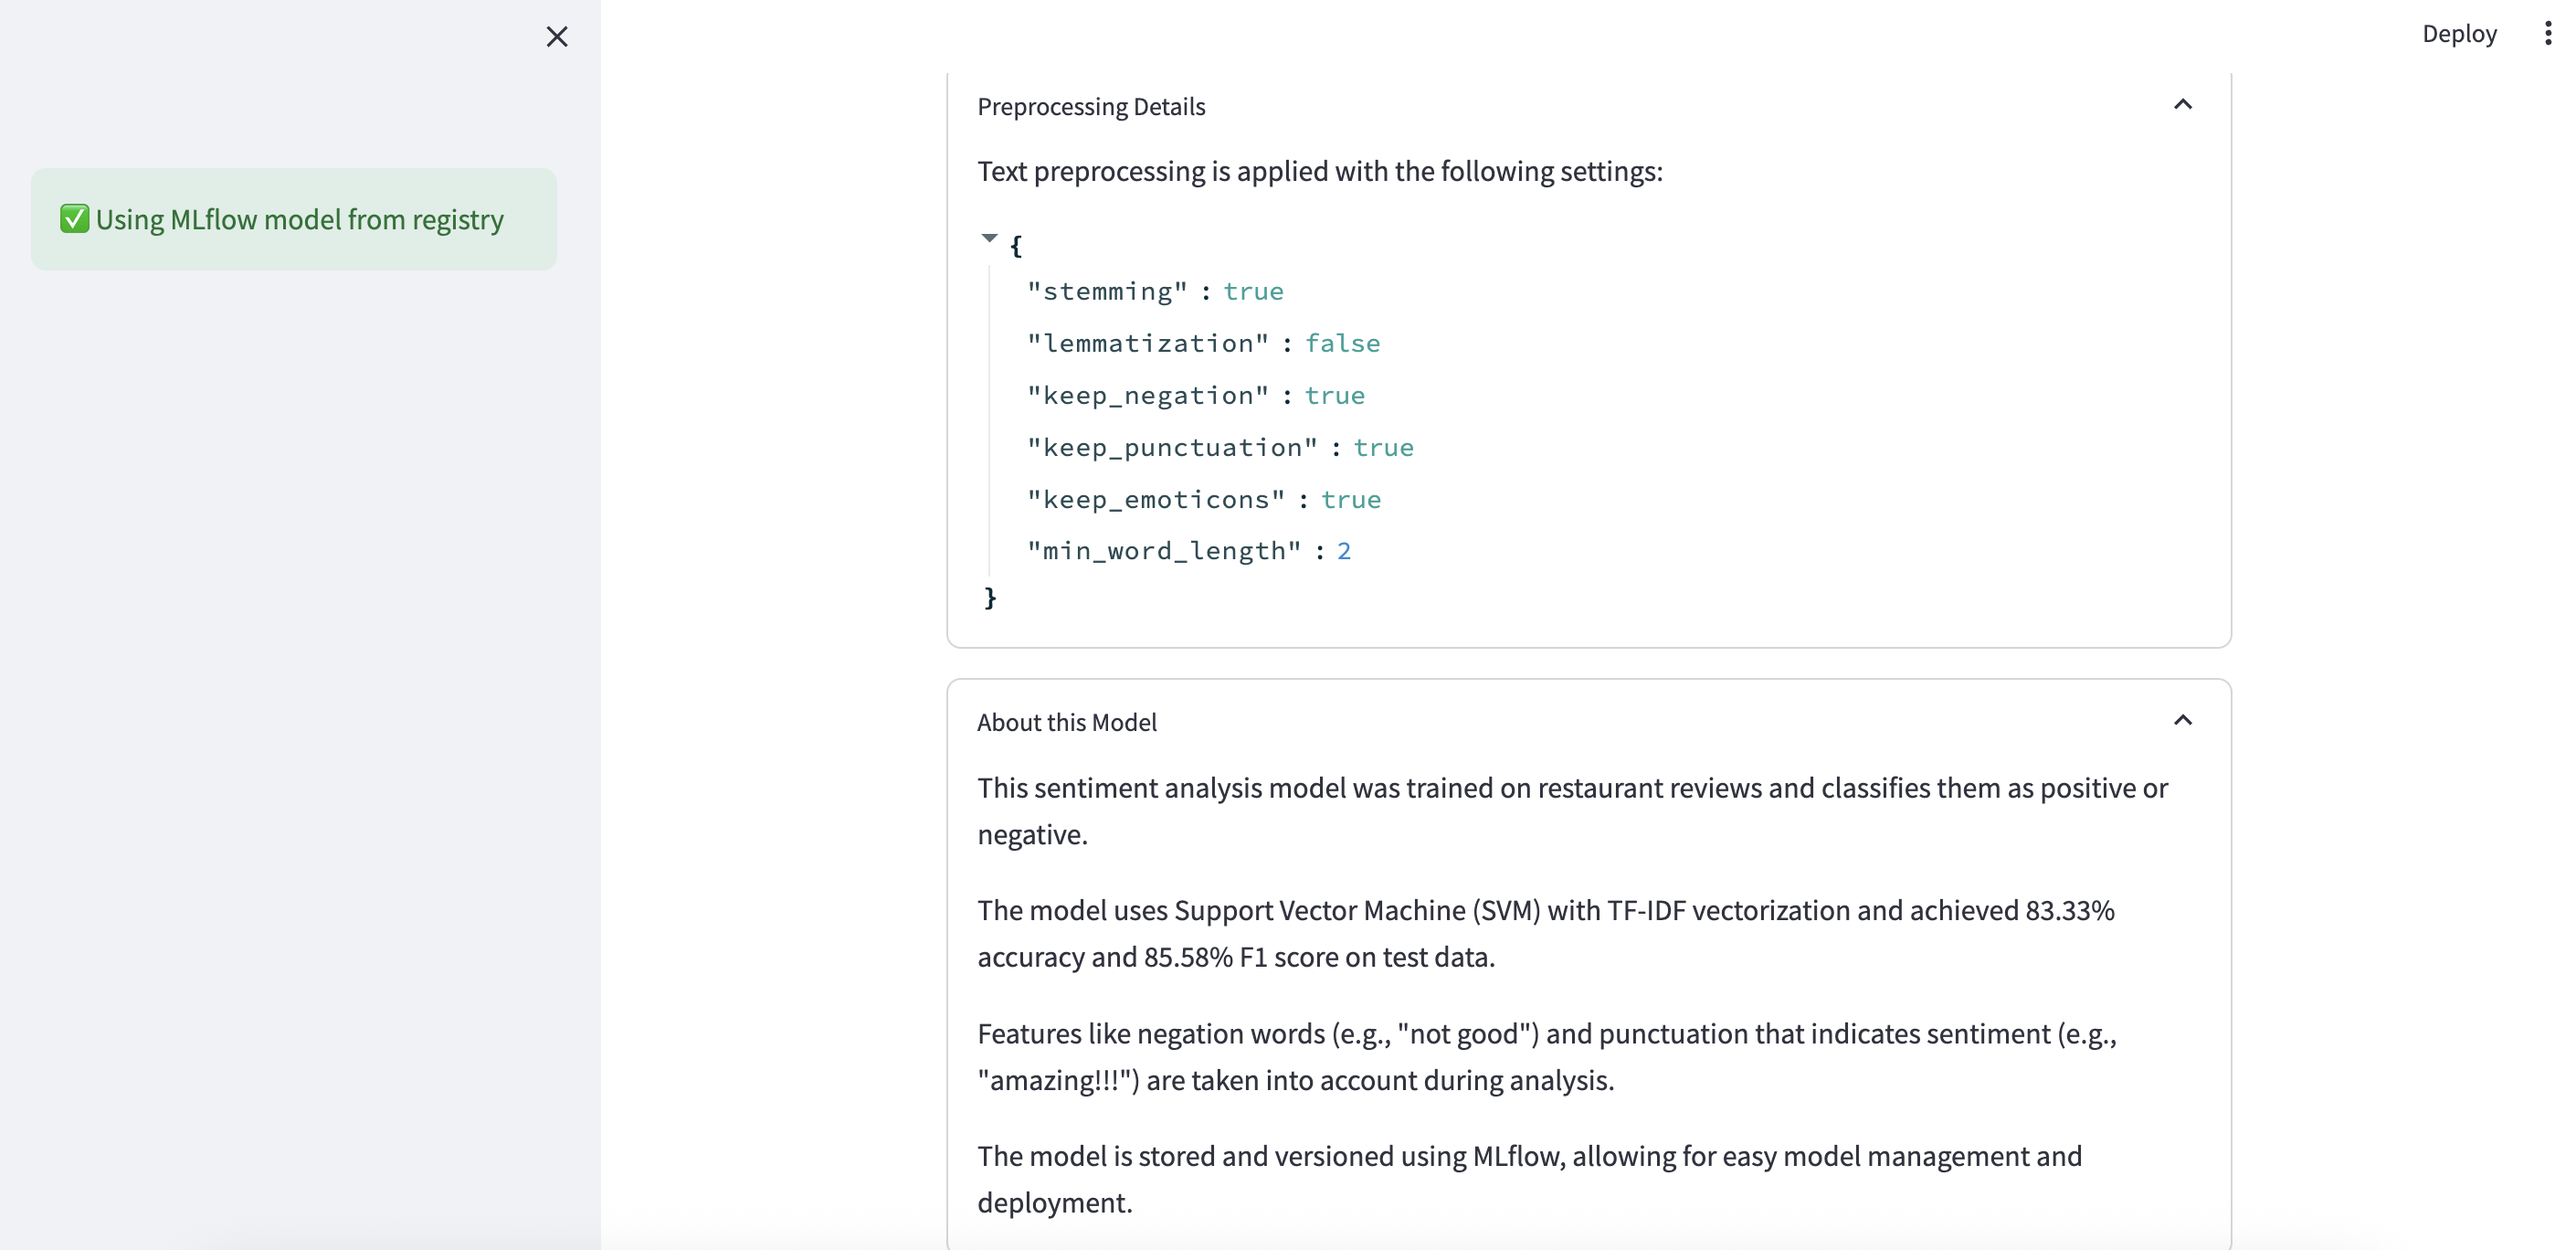 Deploy
✅ Using MLflow model from registry
Preprocessing Details
Text preprocessing is applied with the following settings:
{
"stemming" : true
"lemmatization" : false
"keep_negation" : true
"keep_punctuation" : true
"keep_emoticons" : true
"min_word_length" : 2
}
About this Model
This sentiment analysis model was trained on restaurant reviews and classifies them as positive or
negative.
The model uses Support Vector Machine (SVM) with TF-IDF vectorization and achieved 83.33%
accuracy and 85.58% F1 score on test data.
Features like negation words (e.g., "not good") and punctuation that indicates sentiment (e.g.,
"amazing!!!") are taken into account during analysis.
The model is stored and versioned using MLflow, allowing for easy model management and
deployment.